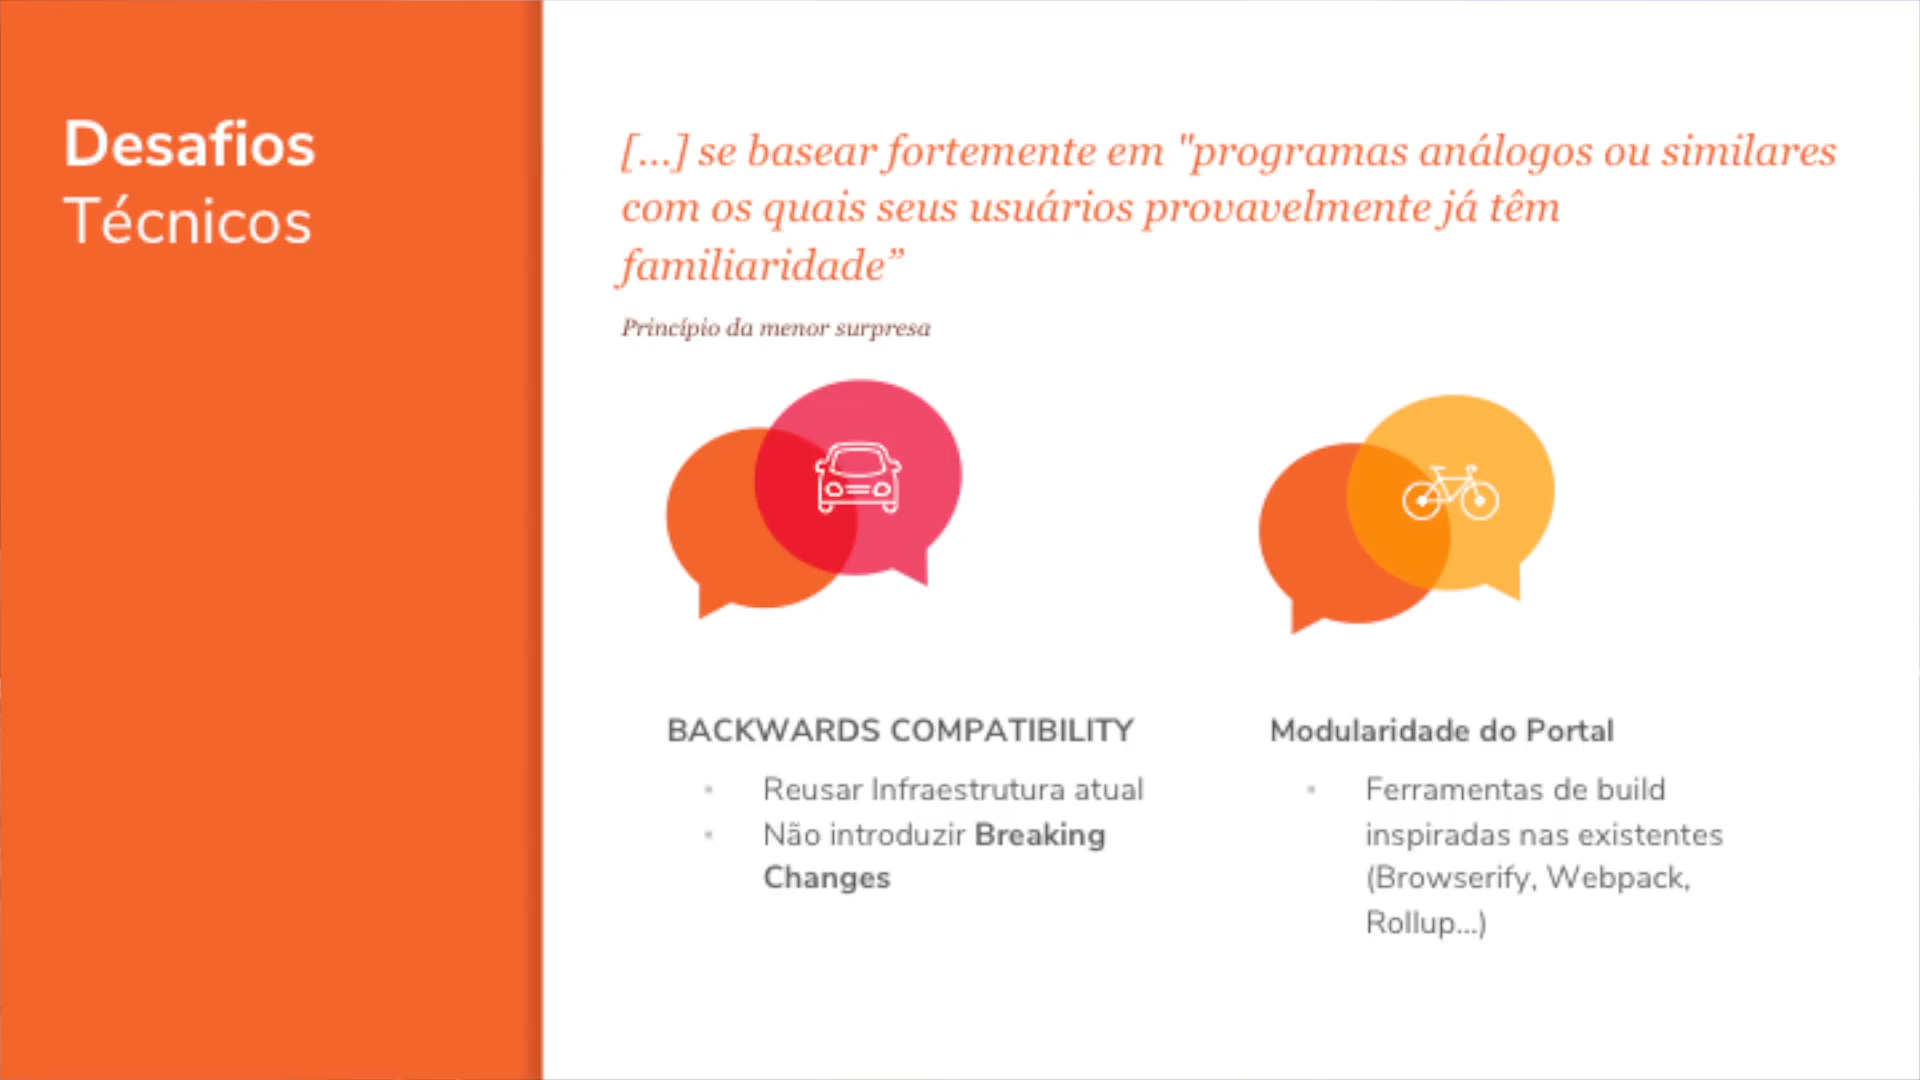 Desafios
Técnicos
[...] se basear fortemente em "programas análogos ou similares
com os quais seus usuários provavelmente já têm
familiaridade”
Princípio da menor surpresa
BACKWARDS COMPATIBILITY
• Reusar Infraestrutura atual
• Não introduzir Breaking
Changes
Modularidade do Portal
• Ferramentas de build
inspiradas nas existentes
(Browserify, Webpack,
Rollup...)